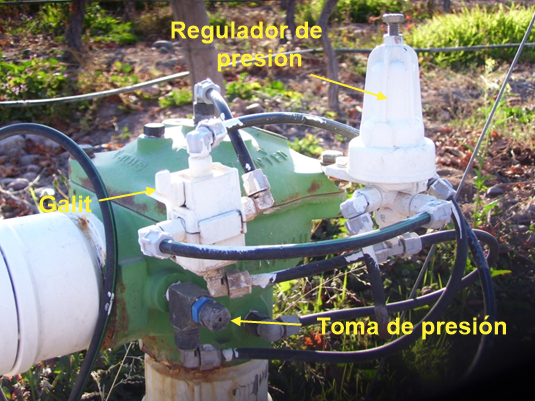 Regulador de
presión
Galit
Toma de presión